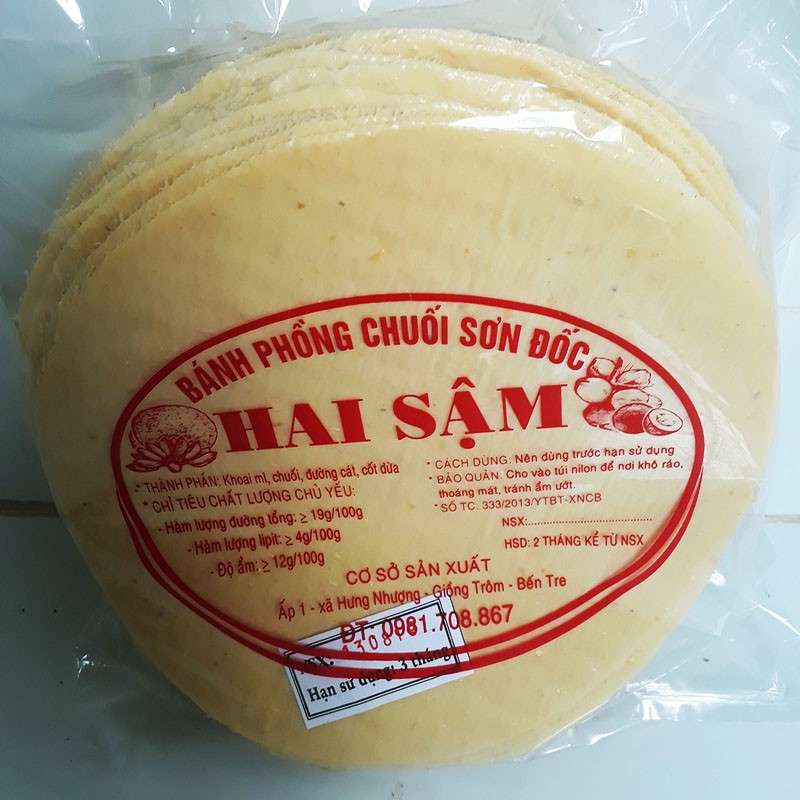 BÁNH PHỒNG CHUỐI SƠN ĐỐC
HAI SẬM
* THÀNH PHẦN: Khoai mì, chuối, đường cát, cốt dừa
* CHỈ TIÊU CHẤT LƯỢNG CHỦ YẾU:
- Hàm lượng đường tổng: ≥ 19g/100g
- Hàm lượng lipit: ≥ 4g/100g
- Độ ẩm: ≥ 12g/100g
* CÁCH DÙNG: Nên dùng trước hạn sử dụng
* BẢO QUẢN: Cho vào túi nilon để nơi khô ráo,
thoáng mát, tránh ẩm ướt.
* SỐ TC: 333/2013/YTBT-XNCB
NSX:
HSD: 2 THÁNG KỂ TỪ NSX
CƠ SỞ SẢN XUẤT
Ấp 1 - xã Hưng Nhượng - Giồng Trôm - Bến Tre
ĐT: 0981.708.867
NSX:
Hạn sử dụng: 3 tháng